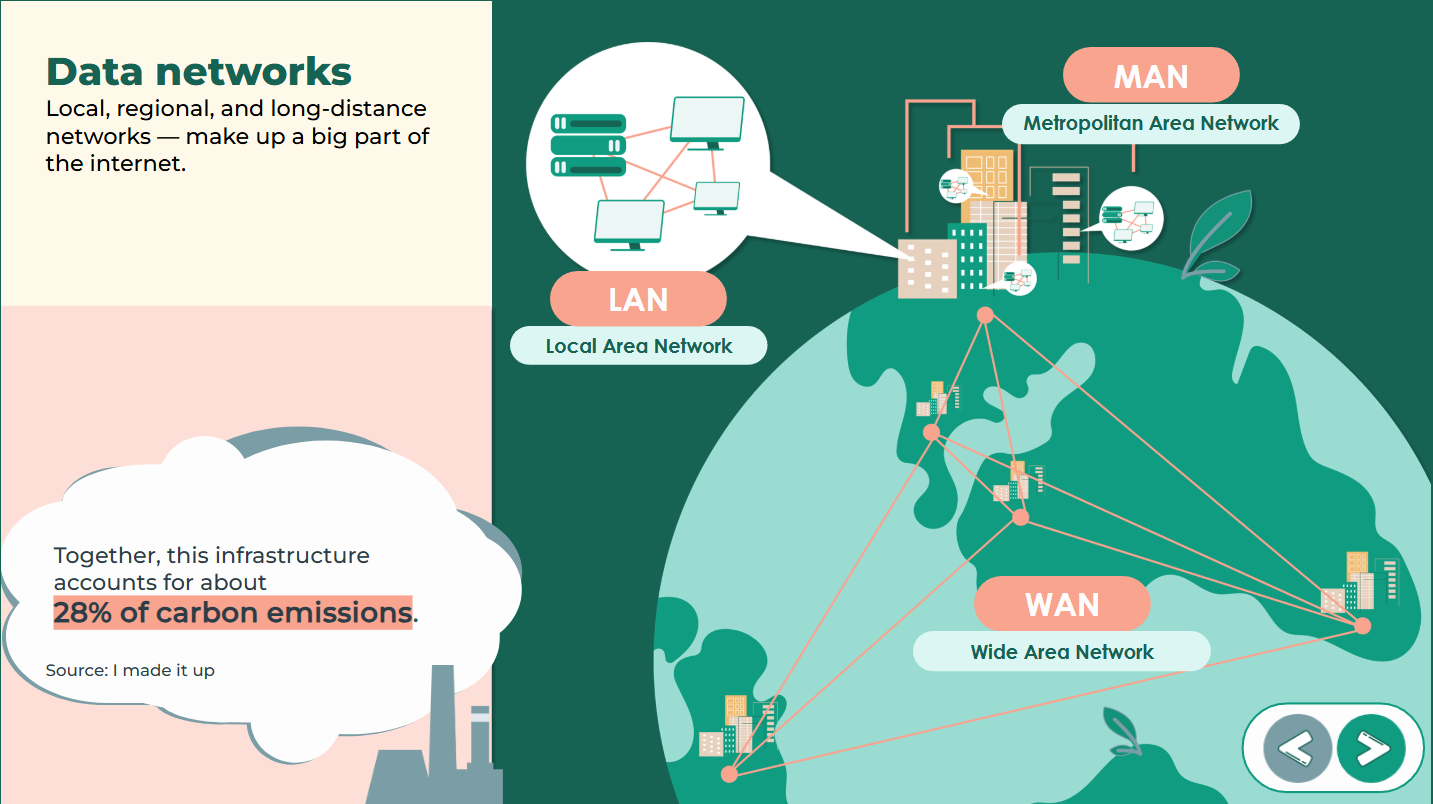 Data networks
Local, regional, and long-distance
networks — make up a big part of
the internet.
Together, this infrastructure
accounts for about
28% of carbon emissions.
Source: I made it up
LAN
Local Area Network
MAN
Metropolitan Area Network
WAN
Wide Area Network